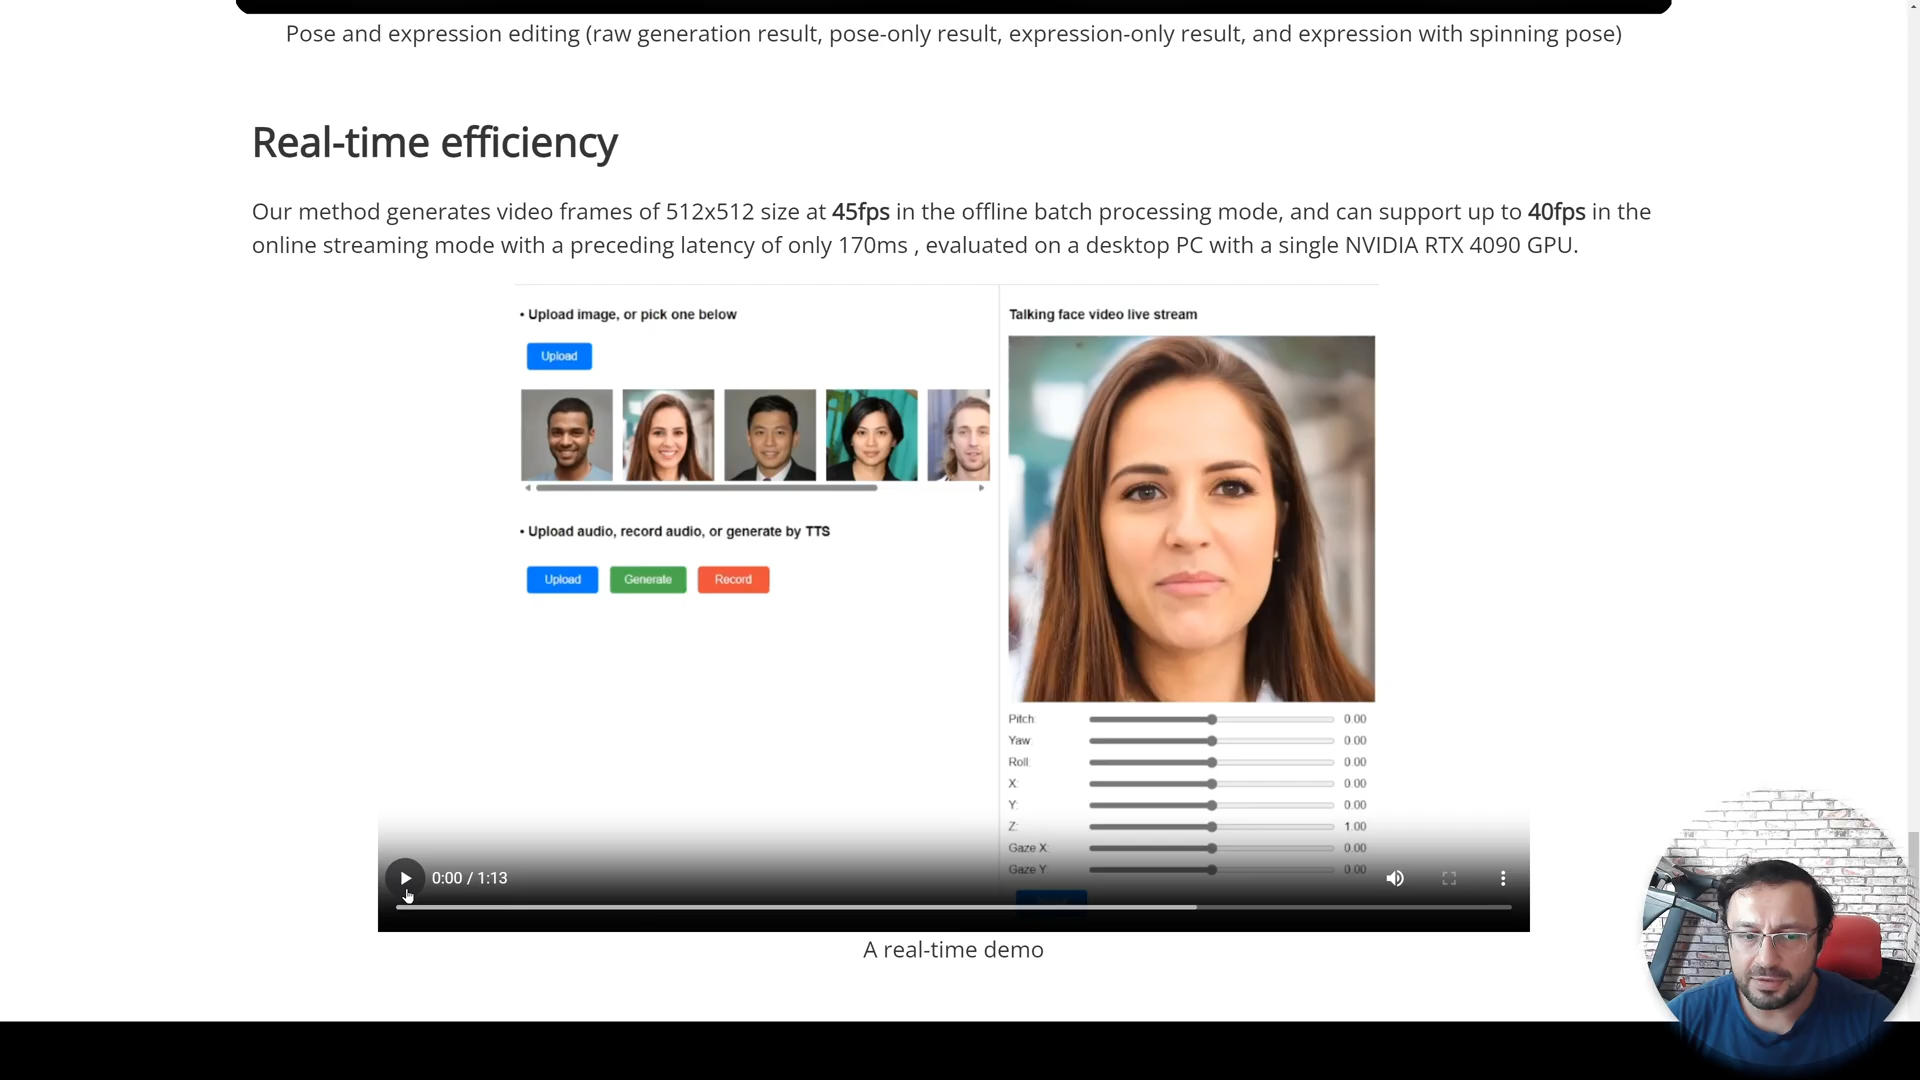 Pose and expression editing (raw generation result, pose-only result, expression-only result, and expression with spinning pose)
Real-time efficiency
Our method generates video frames of 512x512 size at 45fps in the offline batch processing mode, and can support up to 40fps in the
online streaming mode with a preceding latency of only 170ms , evaluated on a desktop PC with a single NVIDIA RTX 4090 GPU.
• Upload image, or pick one below
Upload
• Upload audio, record audio, or generate by TTS
Upload Generate Record
Talking face video live stream
Pitch: 0.00
Yaw: 0.00
Roll: 0.00
X: 0.00
Y: 0.00
Z: 1.00
Gaze X: 0.00
Gaze Y: 0.00
0:00 / 1:13
A real-time demo